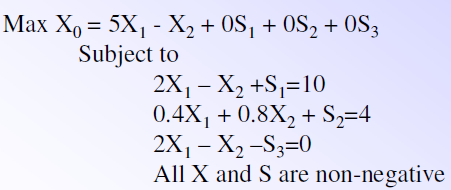 Max X₀ = 5X₁ - X₂ + 0S₁ + 0S₂ + 0S₃
Subject to
2X₁ – X₂ +S₁=10
0.4X₁ + 0.8X₂ + S₂=4
2X₁ – X₂ –S₃=0
All X and S are non-negative